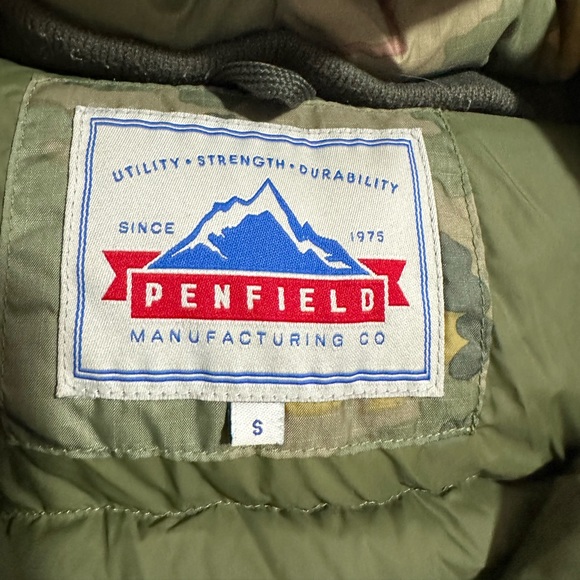 UTILITY • STRENGTH • DURABILITY
SINCE 1975
PENFIELD
MANUFACTURING CO
S